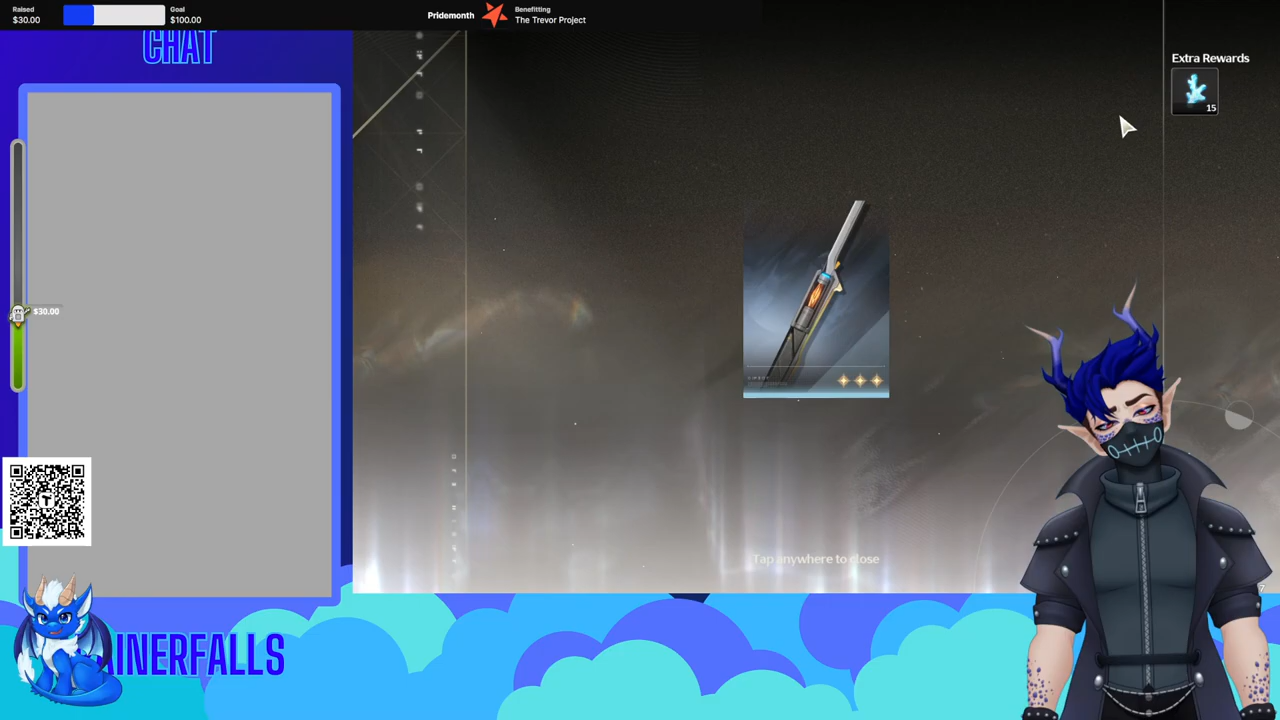 Raised
$30.00
Goal
$100.00
Pridemonth
Benefitting
The Trevor Project
CHAT
Extra Rewards
15
$30.00
Tap anywhere to close
INERFALLS